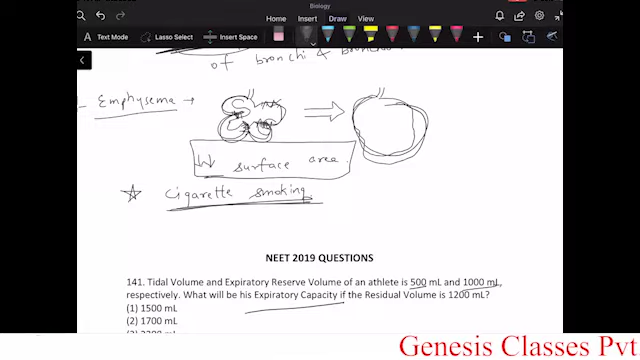 Biology
Home Insert Draw View
Text Mode Lasso Select Insert Space
of bronchi &
Emphysema →
↓↓ surface area.
☆ Cigarette smoking.
NEET 2019 QUESTIONS
141. Tidal Volume and Expiratory Reserve Volume of an athlete is 500 mL and 1000 mL,
respectively. What will be his Expiratory Capacity if the Residual Volume is 1200 mL?
(1) 1500 mL
(2) 1700 mL
Genesis Classes Pvt